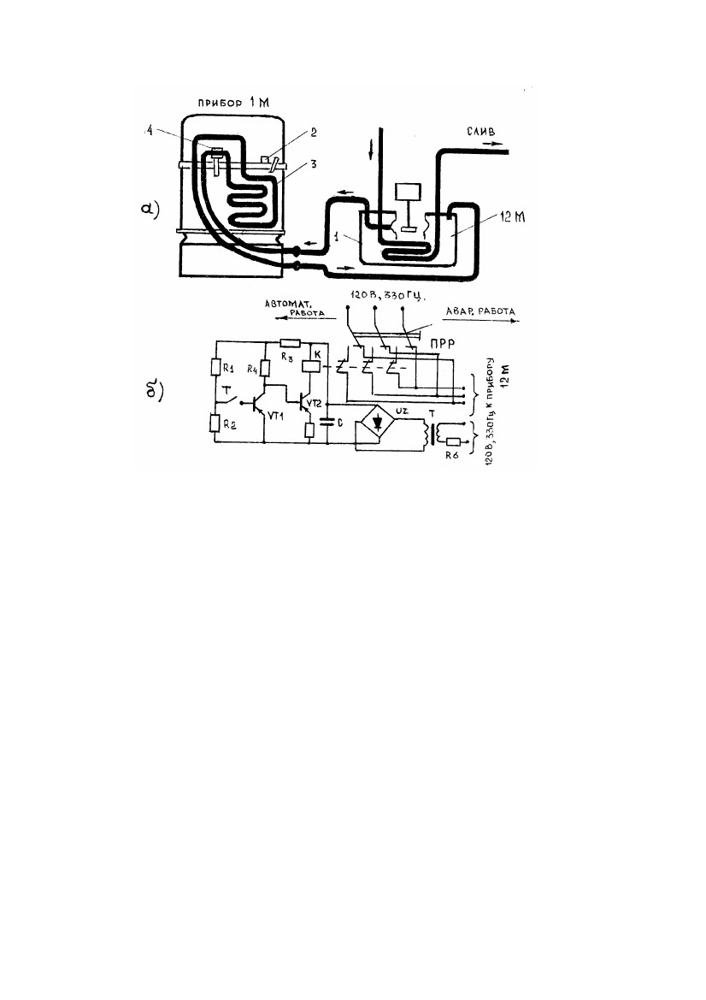 ПРИБОР 1 М
4
2
3
а)
СЛИВ
1
12 М
120 В, 330 ГЦ.
АВТОМАТ. РАБОТА
АВАР. РАБОТА
ПРР
б)
R1
R4
R3
К
Т
R2
VT1
VT2
С
UZ
Т
R6
120 В, 330 Гц К ПРИБОРУ
12 М